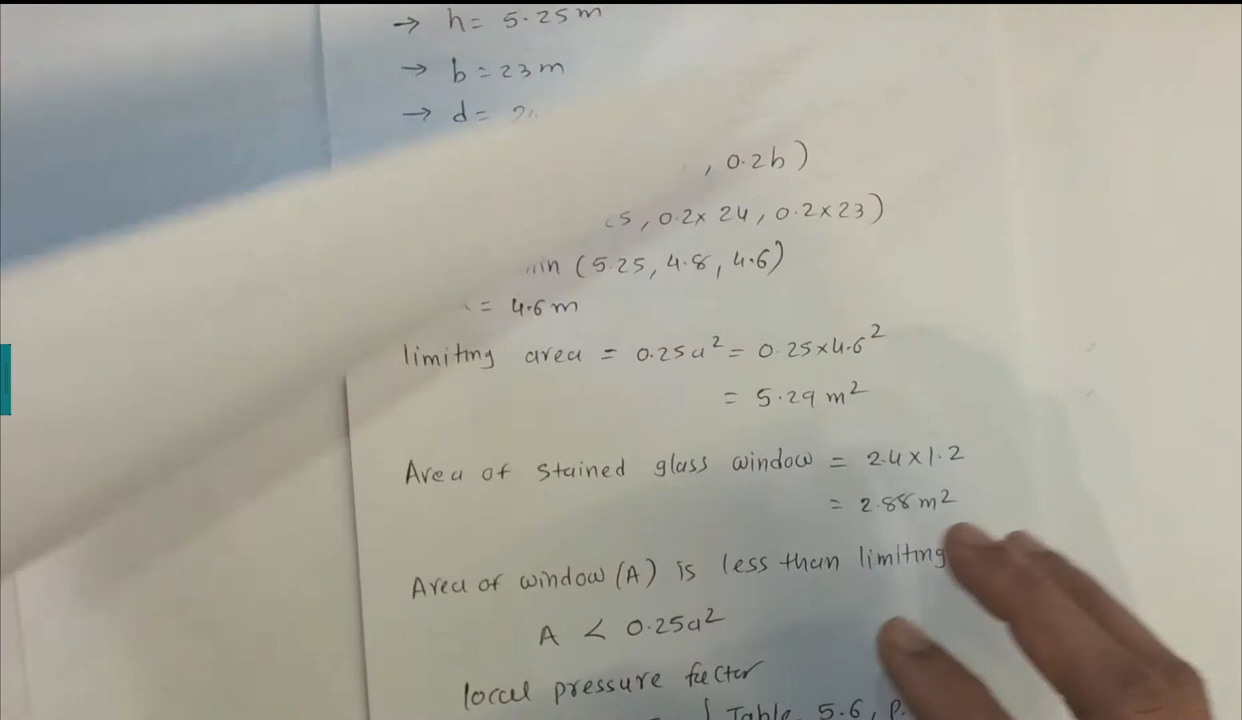 → h = 5.25 m
→ b = 23 m
→ d =
, 0.2b )
5 , 0.2 x 24 , 0.2 x 23 )
in ( 5.25 , 4.8 , 4.6 )
= 4.6 m
limiting area = 0.25a² = 0.25 x 4.6²
= 5.29 m²
Area of stained glass window = 2.4 x 1.2
= 2.88 m²
Area of window (A) is less than limiting
A < 0.25a²
local pressure factor
Table 5.6 , P.